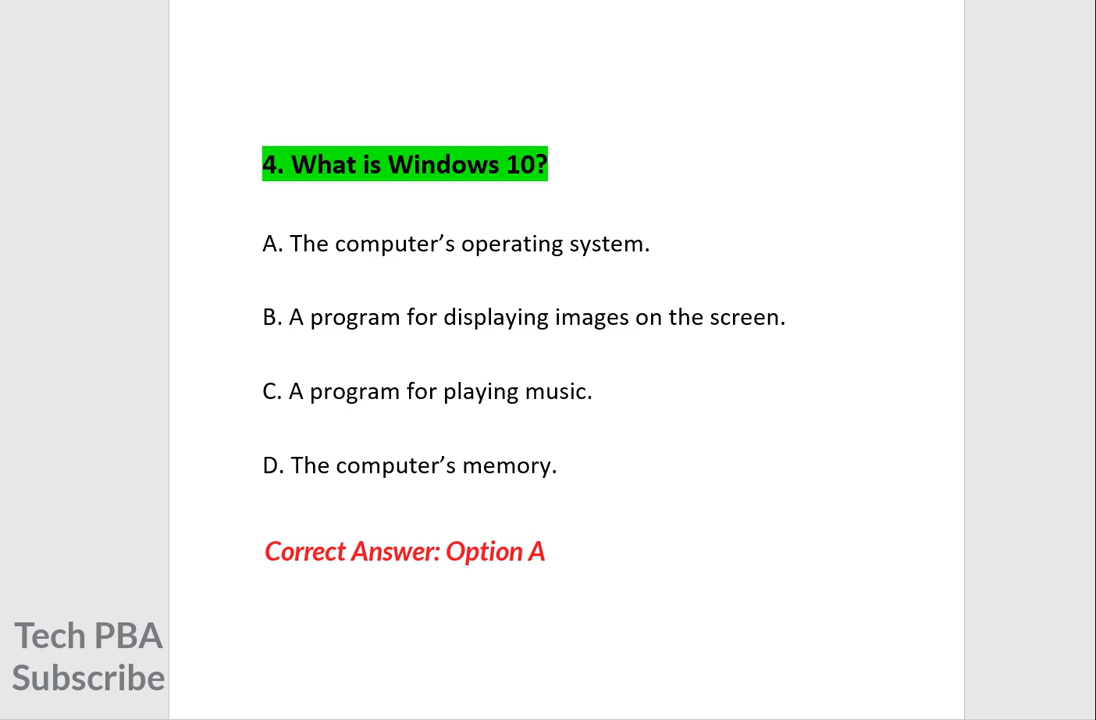 4. What is Windows 10?
A. The computer’s operating system.
B. A program for displaying images on the screen.
C. A program for playing music.
D. The computer’s memory.
Correct Answer: Option A
Tech PBA
Subscribe